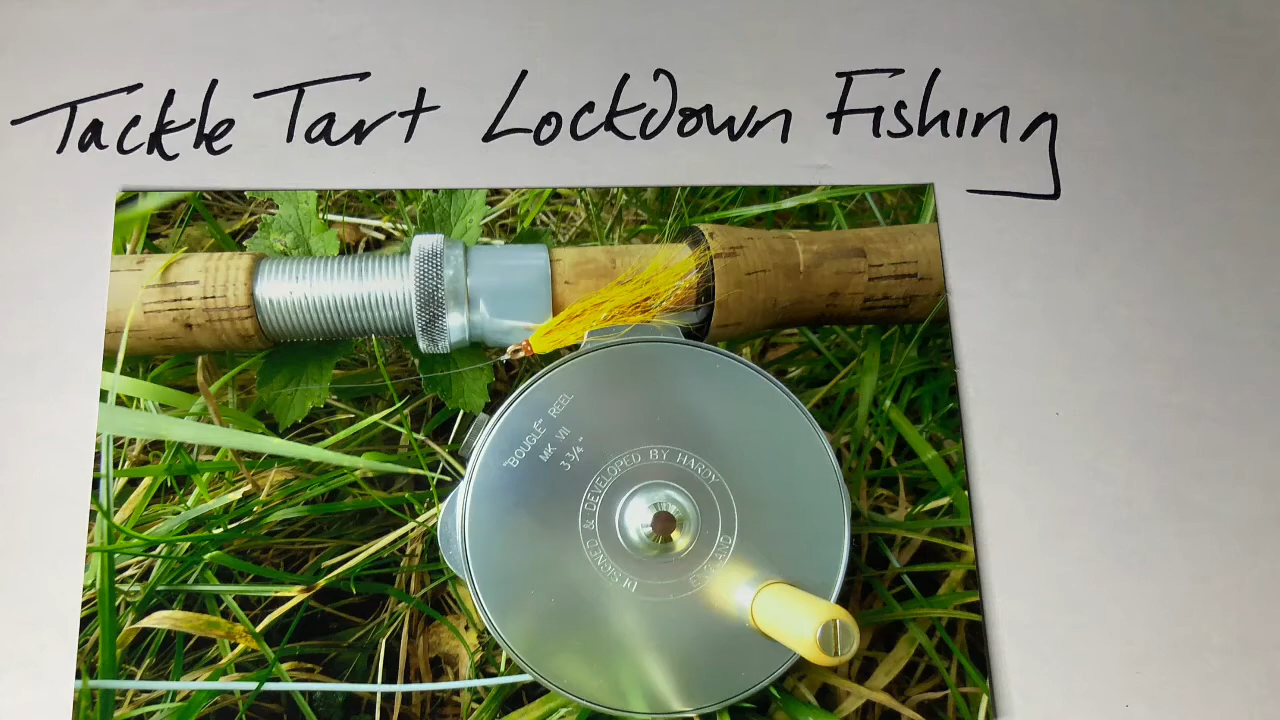 Tackle Tart Lockdown Fishing
"BOUGLÉ" REEL
MK VII
3 3/4"
DESIGNED & DEVELOPED BY HARDY
ENGLAND